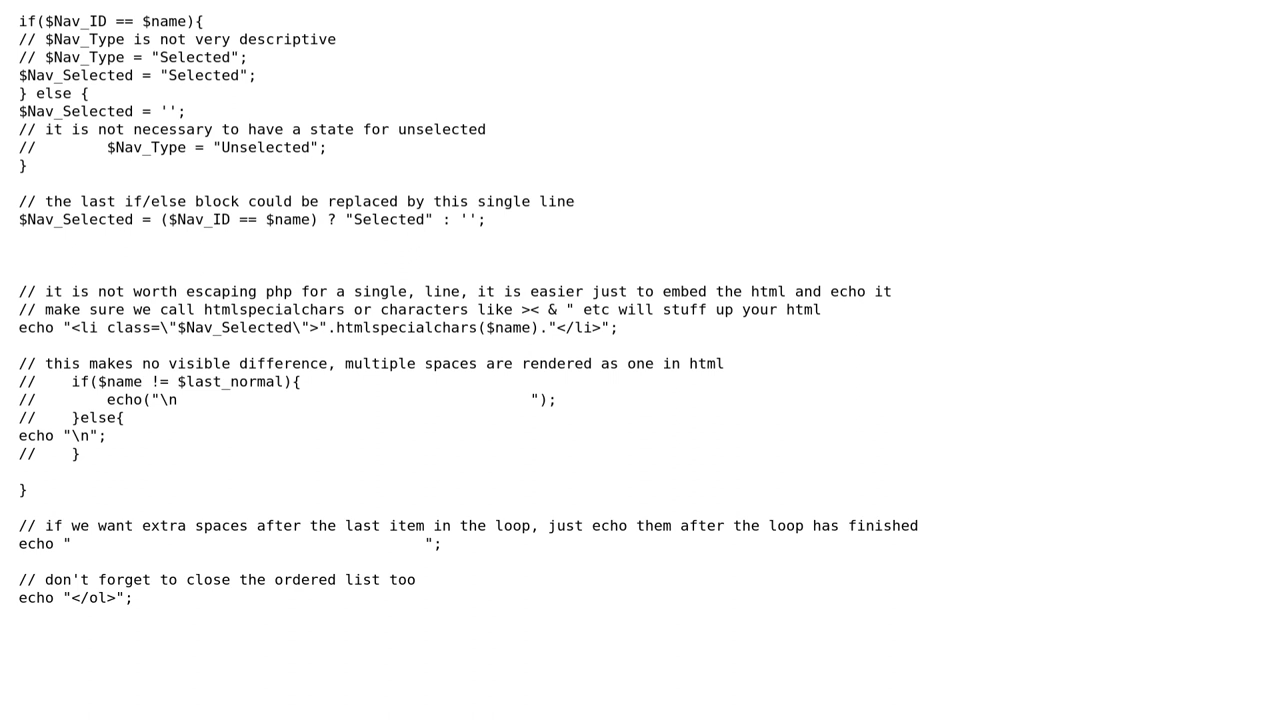 if($Nav_ID == $name){
// $Nav_Type is not very descriptive
// $Nav_Type = "Selected";
$Nav_Selected = "Selected";
} else {
$Nav_Selected = '';
// it is not necessary to have a state for unselected
//        $Nav_Type = "Unselected";
}

// the last if/else block could be replaced by this single line
$Nav_Selected = ($Nav_ID == $name) ? "Selected" : '';

// it is not worth escaping php for a single, line, it is easier just to embed the html and echo it
// make sure we call htmlspecialchars or characters like >< & " etc will stuff up your html
echo "<li class=\"$Nav_Selected\">".htmlspecialchars($name)."</li>";

// this makes no visible difference, multiple spaces are rendered as one in html
//    if($name != $last_normal){
//        echo("\n                                        ");
//    }else{
echo "\n";
//    }

}

// if we want extra spaces after the last item in the loop, just echo them after the loop has finished
echo "                                        ";

// don't forget to close the ordered list too
echo "</ol>";